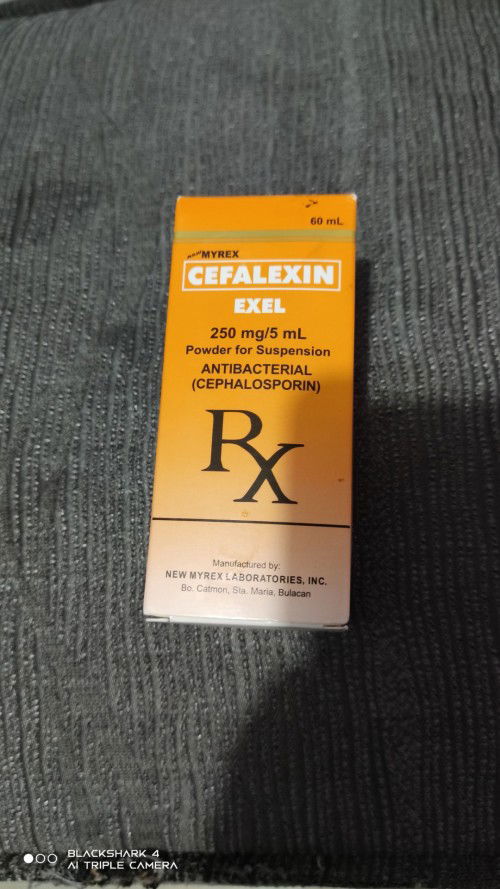 60 mL
NEW MYREX
CEFALEXIN
EXEL
250 mg/5 mL
Powder for Suspension
ANTIBACTERIAL
(CEPHALOSPORIN)
Rx
Manufactured by:
NEW MYREX LABORATORIES, INC.
Bo. Catmon, Sta. Maria, Bulacan
BLACKSHARK 4
AI TRIPLE CAMERA